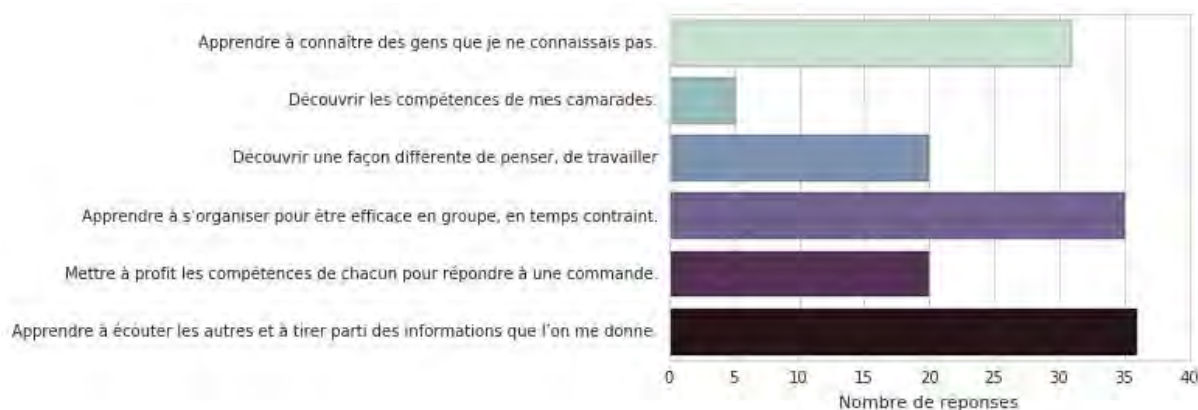 Apprendre à connaître des gens que je ne connaissais pas.
Découvrir les compétences de mes camarades.
Découvrir une façon différente de penser, de travailler
Apprendre à s'organiser pour être efficace en groupe, en temps contraint.
Mettre à profit les compétences de chacun pour répondre à une commande.
Apprendre à écouter les autres et à tirer parti des informations que l'on me donne.
0 5 10 15 20 25 30 35 40
Nombre de reponses